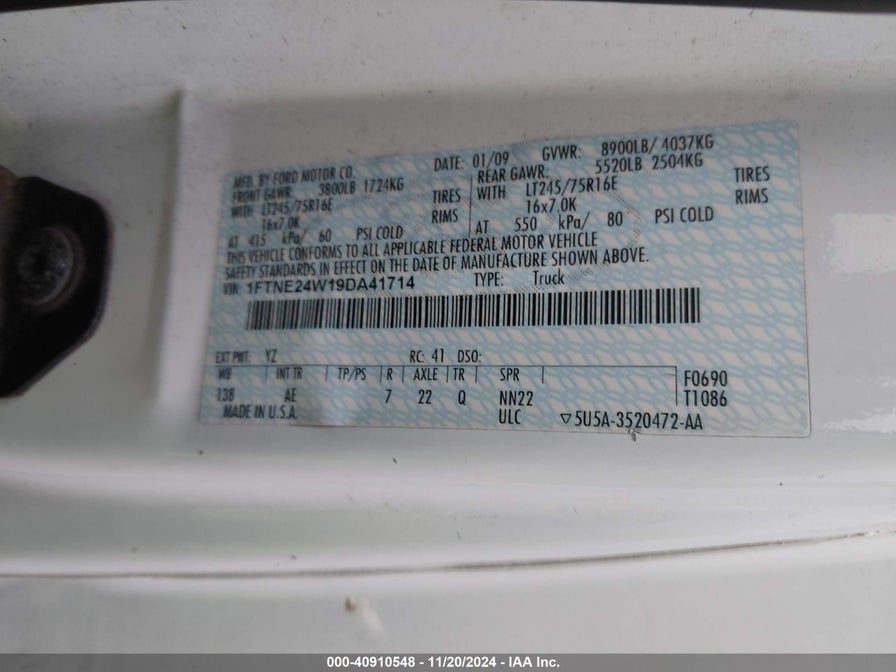 MFD. BY FORD MOTOR CO. DATE: 01/09 GVWR: 8900LB/ 4037KG
FRONT GAWR: 3800LB 1724KG REAR GAWR: 5520LB 2504KG
WITH LT245/75R16E TIRES WITH LT245/75R16E TIRES
16x7.0K RIMS 16x7.0K RIMS
AT 415 kPa/ 60 PSI COLD AT 550 kPa/ 80 PSI COLD
THIS VEHICLE CONFORMS TO ALL APPLICABLE FEDERAL MOTOR VEHICLE
SAFETY STANDARDS IN EFFECT ON THE DATE OF MANUFACTURE SHOWN ABOVE.
VIN: 1FTNE24W19DA41714 TYPE: Truck
EXT PNT: YZ RC: 41 DSO:
WB INT TR TP/PS R AXLE TR SPR F0690
138 AE 7 22 Q NN22 T1086
MADE IN U.S.A. ULC ▽5U5A-3520472-AA
000-40910548 - 11/20/2024 - IAA Inc.